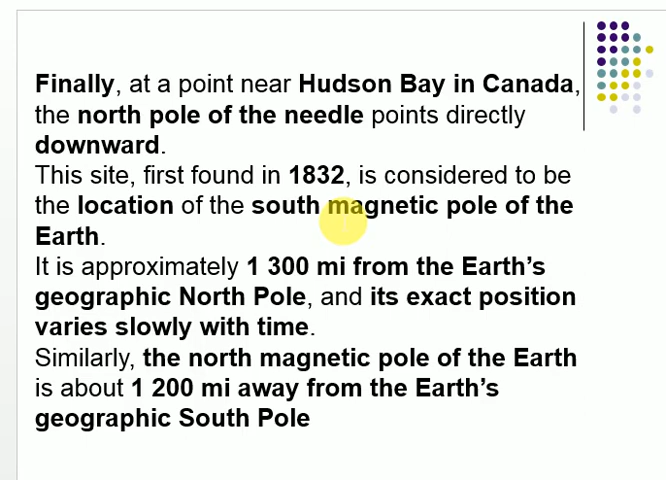 Finally, at a point near Hudson Bay in Canada,
the north pole of the needle points directly
downward.
This site, first found in 1832, is considered to be
the location of the south magnetic pole of the
Earth.
It is approximately 1 300 mi from the Earth’s
geographic North Pole, and its exact position
varies slowly with time.
Similarly, the north magnetic pole of the Earth
is about 1 200 mi away from the Earth’s
geographic South Pole